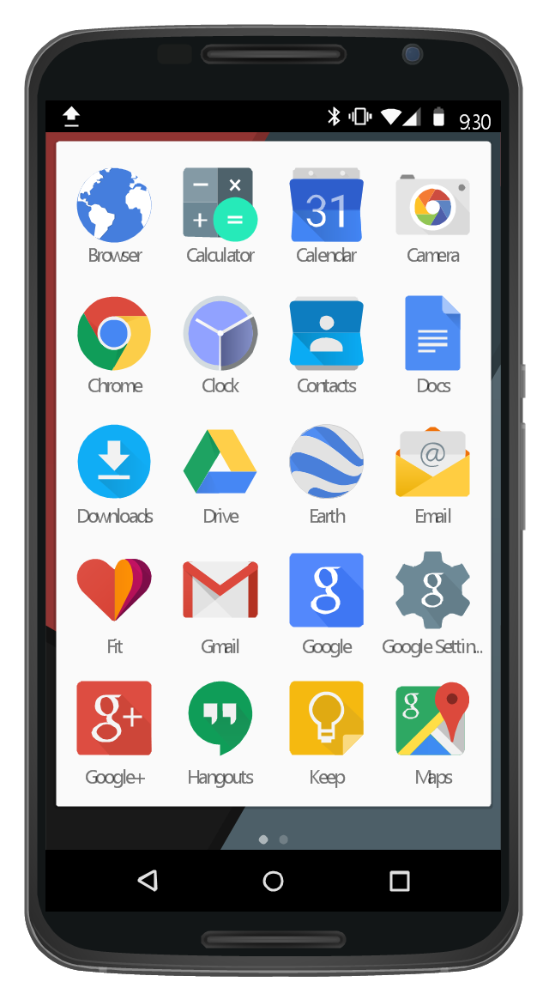 9:30
31
Browser Calculator Calendar Camera
Chrome Clock Contacts Docs
@
Downloads Drive Earth Email
g g
Fit Gmail Google Google Settin...
g+ g
Google+ Hangouts Keep Maps